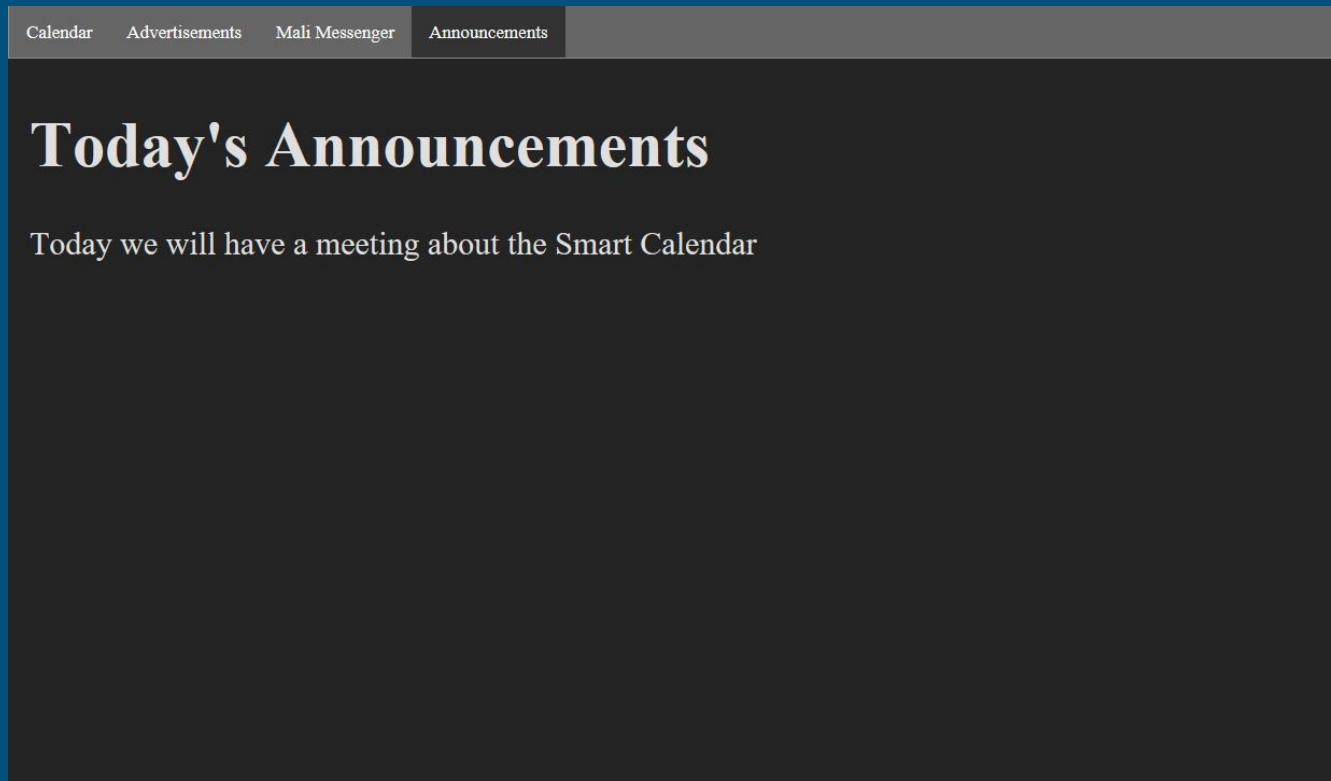 Calendar Advertisements Mali Messenger Announcements
Today's Announcements
Today we will have a meeting about the Smart Calendar